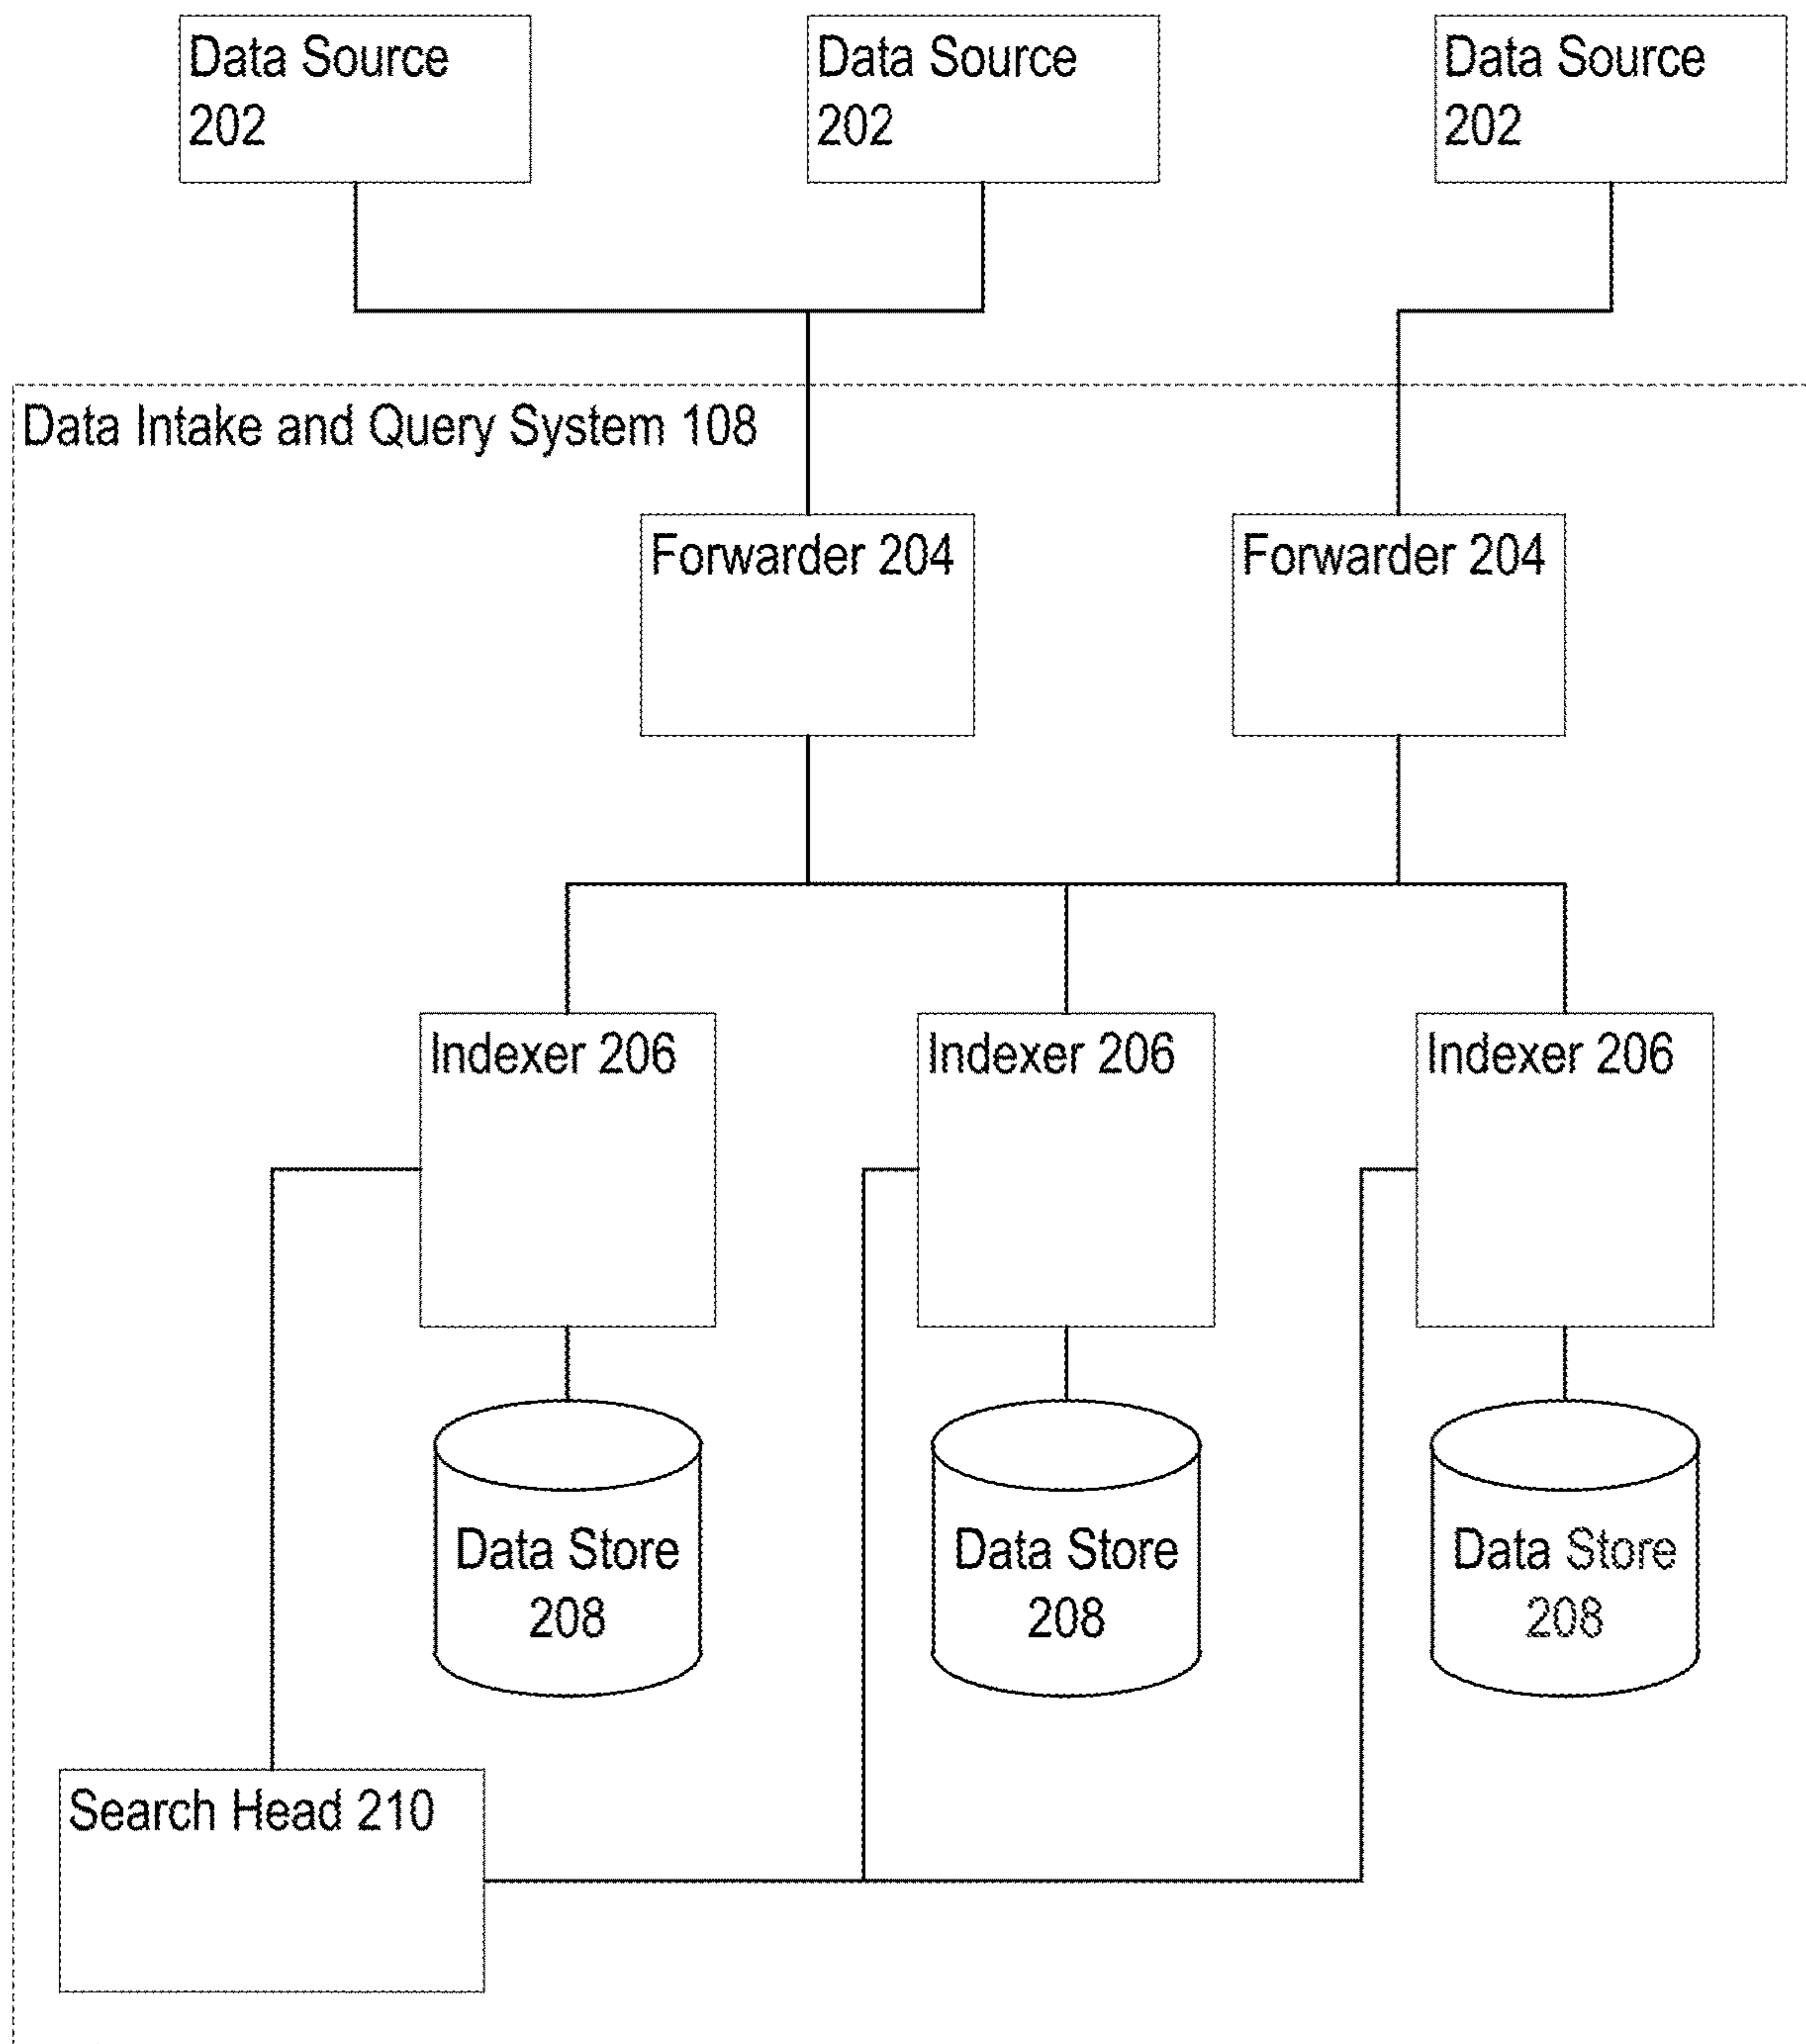 Data Source
202
Data Source
202
Data Source
202
Data Intake and Query System 108
Forwarder 204
Forwarder 204
Indexer 206
Indexer 206
Indexer 206
Data Store
208
Data Store
208
Data Store
208
Search Head 210